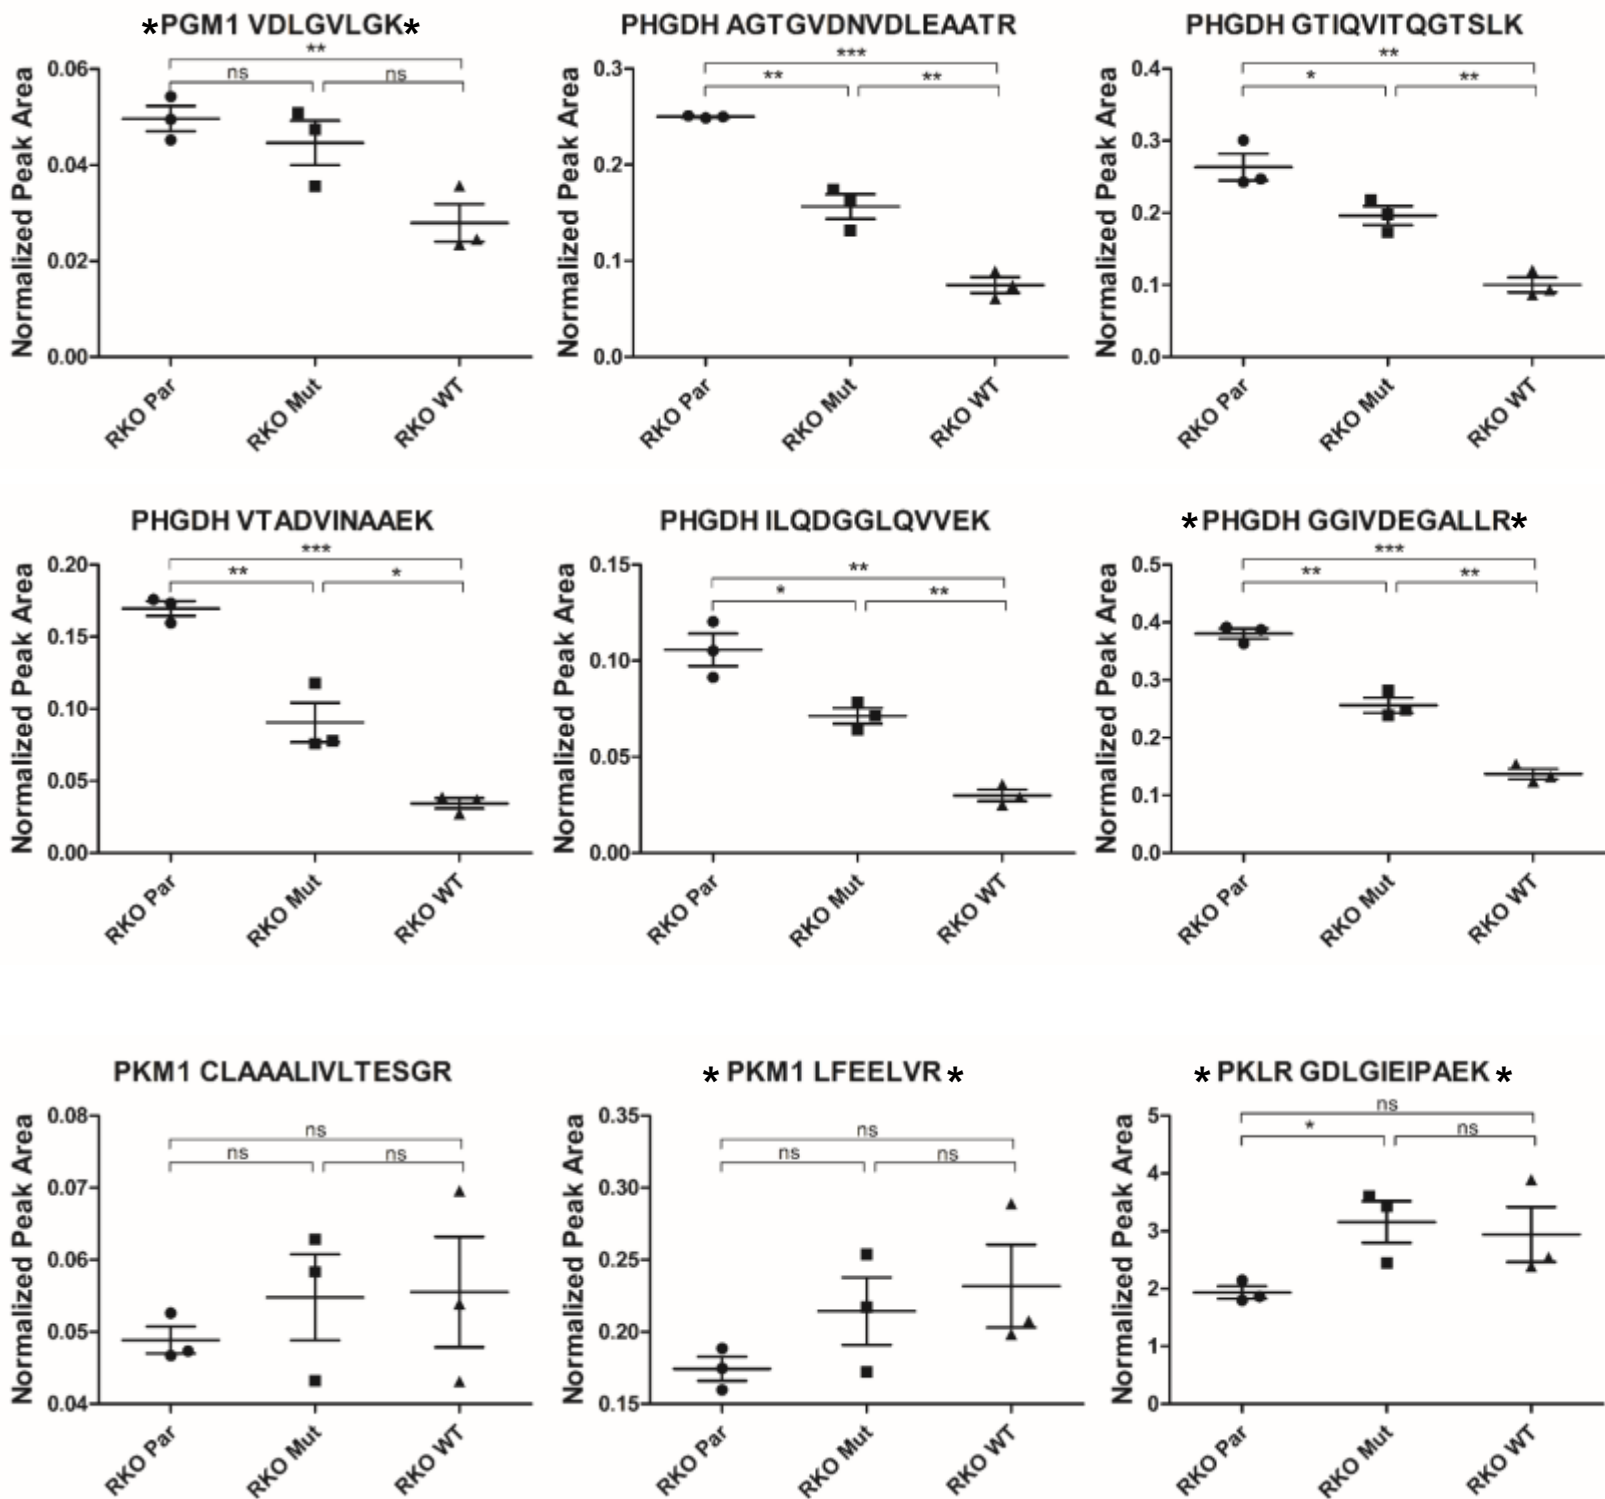 *PGM1 VDLGVLGK*
**
ns ns
Normalized Peak Area
0.06
0.04
0.02
0.00
RKO Par RKO Mut RKO WT
PHGDH AGTGVDNVDLEAATR
***
** **
Normalized Peak Area
0.3
0.2
0.1
0.0
RKO Par RKO Mut RKO WT
PHGDH GTIQVITQGTSLK
**
* **
Normalized Peak Area
0.4
0.3
0.2
0.1
0.0
RKO Par RKO Mut RKO WT
PHGDH VTADVINAAEK
***
** *
Normalized Peak Area
0.20
0.15
0.10
0.05
0.00
RKO Par RKO Mut RKO WT
PHGDH ILQDGGLQVVEK
**
* **
Normalized Peak Area
0.15
0.10
0.05
0.00
RKO Par RKO Mut RKO WT
*PHGDH GGIVDEGALLR*
***
** **
Normalized Peak Area
0.5
0.4
0.3
0.2
0.1
0.0
RKO Par RKO Mut RKO WT
PKM1 CLAAALIVLTESGR
ns
ns ns
Normalized Peak Area
0.08
0.07
0.06
0.05
0.04
RKO Par RKO Mut RKO WT
* PKM1 LFEELVR *
ns
ns ns
Normalized Peak Area
0.35
0.30
0.25
0.20
0.15
RKO Par RKO Mut RKO WT
* PKLR GDLGIEIPAEK *
ns
* ns
Normalized Peak Area
5
4
3
2
1
0
RKO Par RKO Mut RKO WT